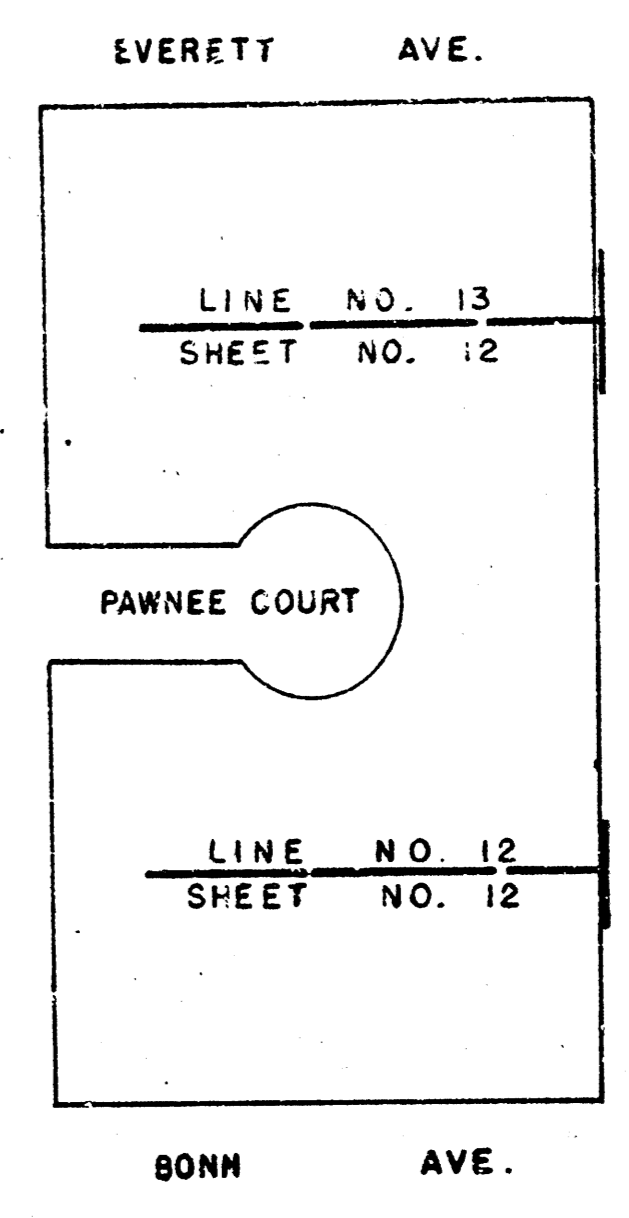 EVERETT AVE.
LINE NO. 13
SHEET NO. 12
PAWNEE COURT
LINE NO. 12
SHEET NO. 12
BONN AVE.